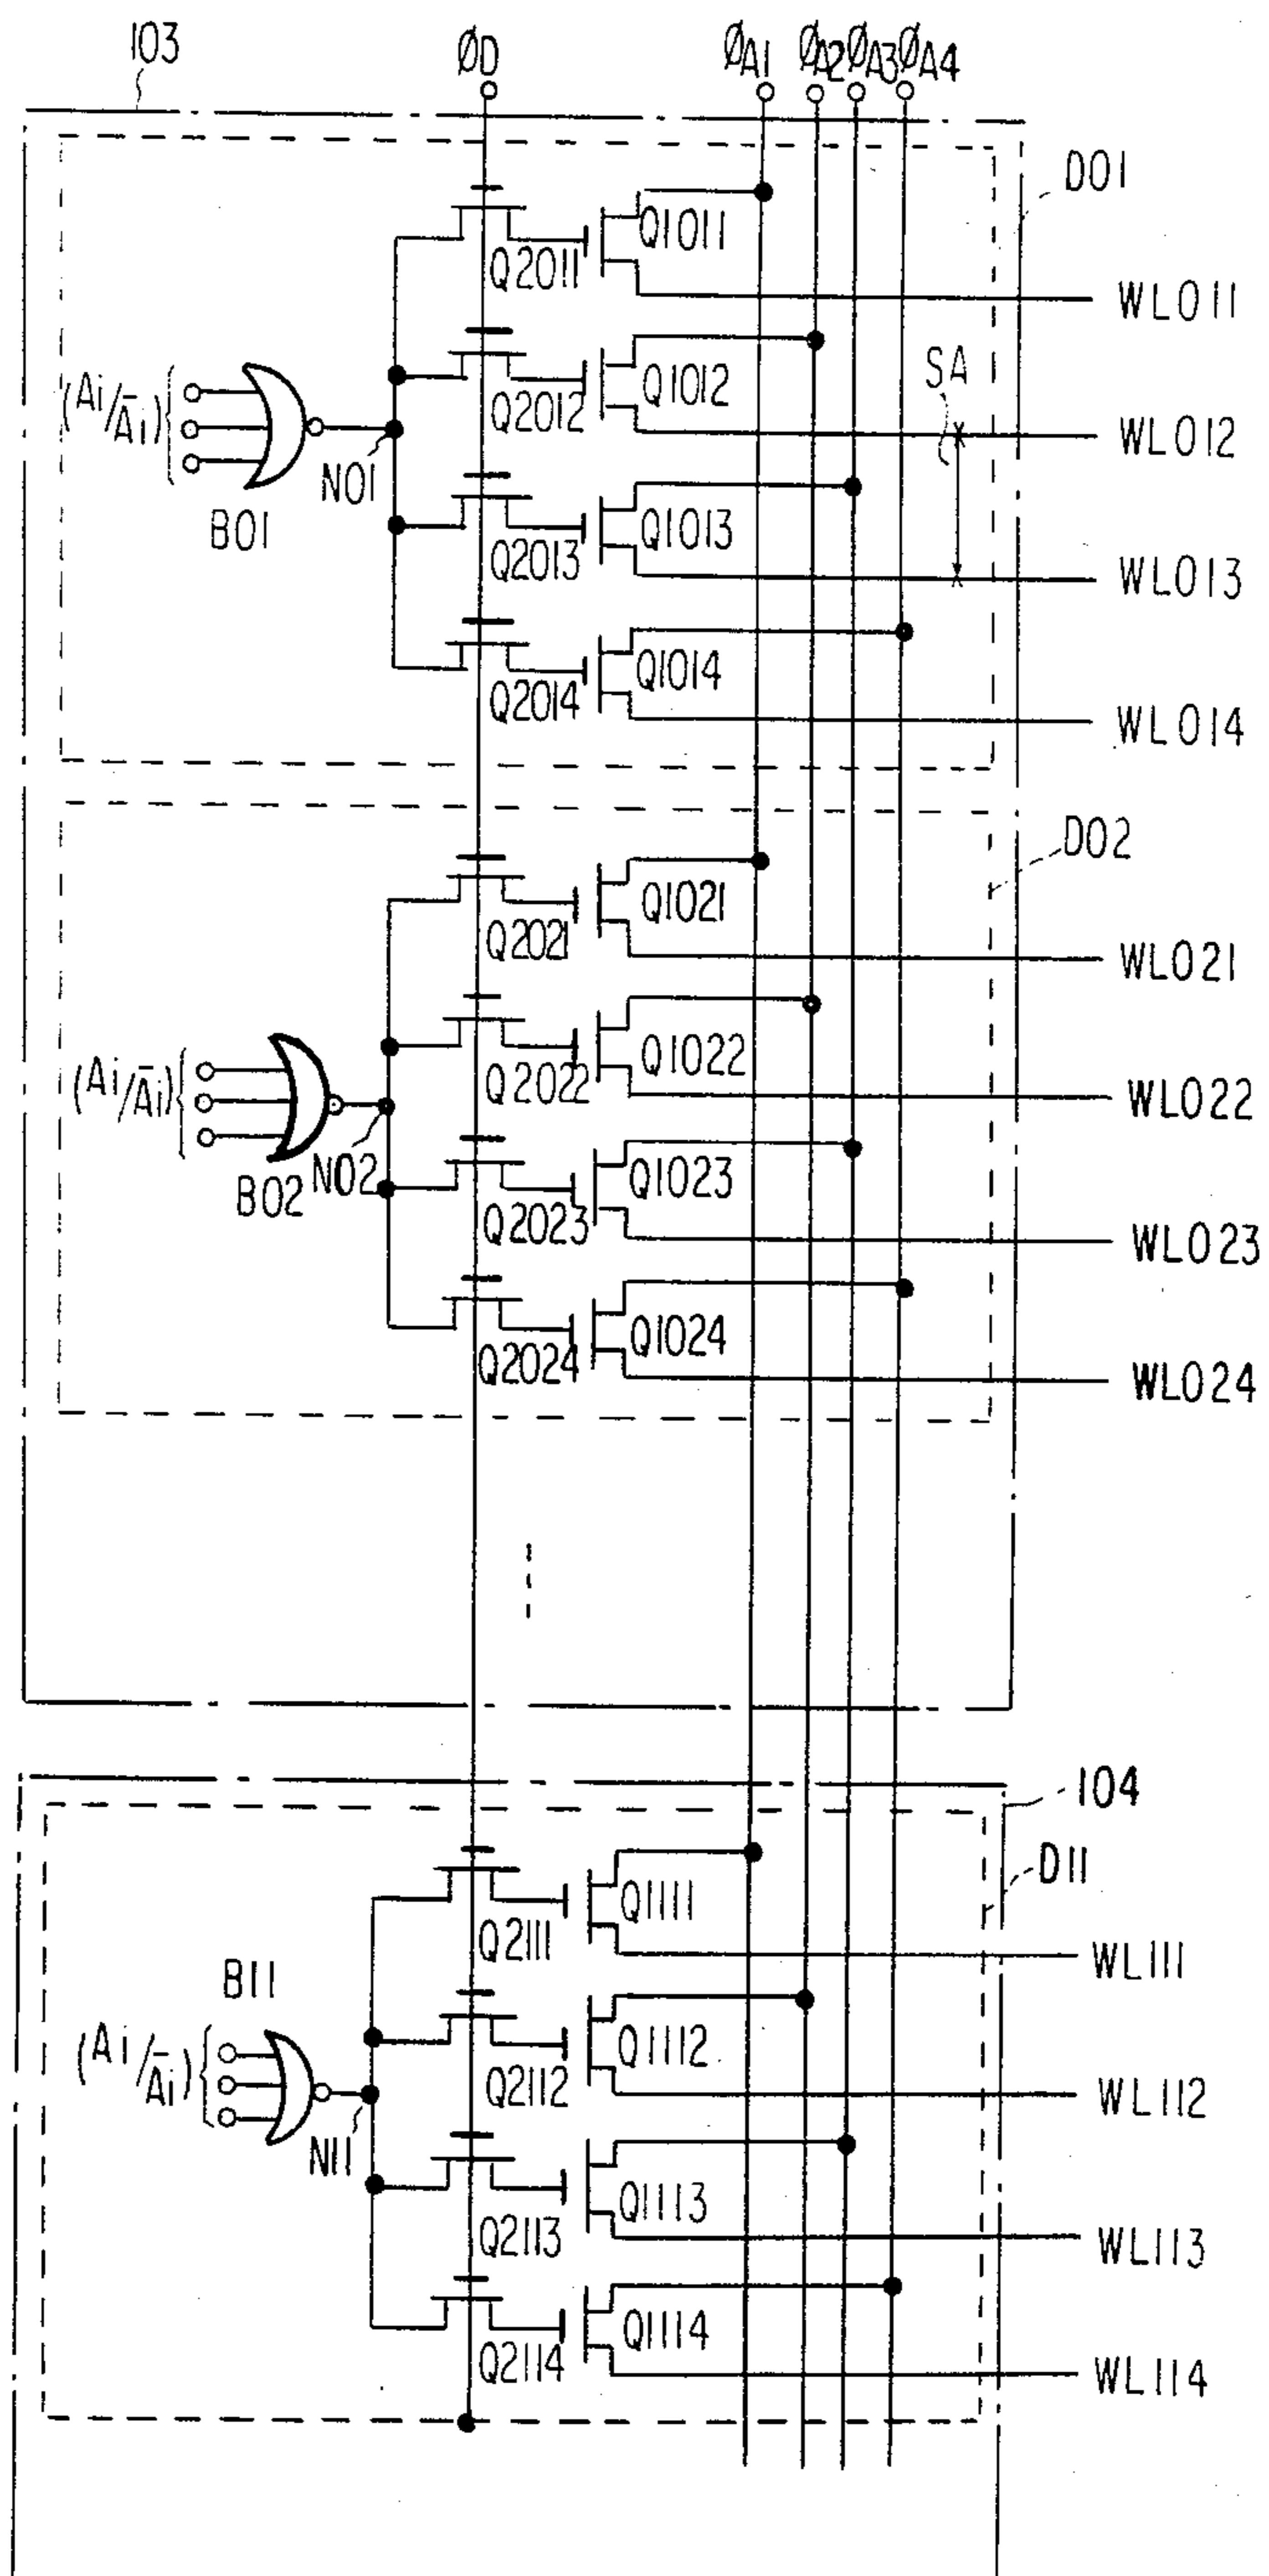 103
ØD
ØA1 ØA2 ØA3 ØA4
D01
Q2011
Q1011
WL011
(Ai/Āi)
B01
N01
Q2012
Q1012
SA
WL012
Q2013
Q1013
WL013
Q2014
Q1014
WL014
D02
Q2021
Q1021
WL021
(Ai/Āi)
B02
N02
Q2022
Q1022
WL022
Q2023
Q1023
WL023
Q2024
Q1024
WL024
104
D11
Q2111
Q1111
WL111
B11
(Ai/Āi)
N11
Q2112
Q1112
WL112
Q2113
Q1113
WL113
Q2114
Q1114
WL114